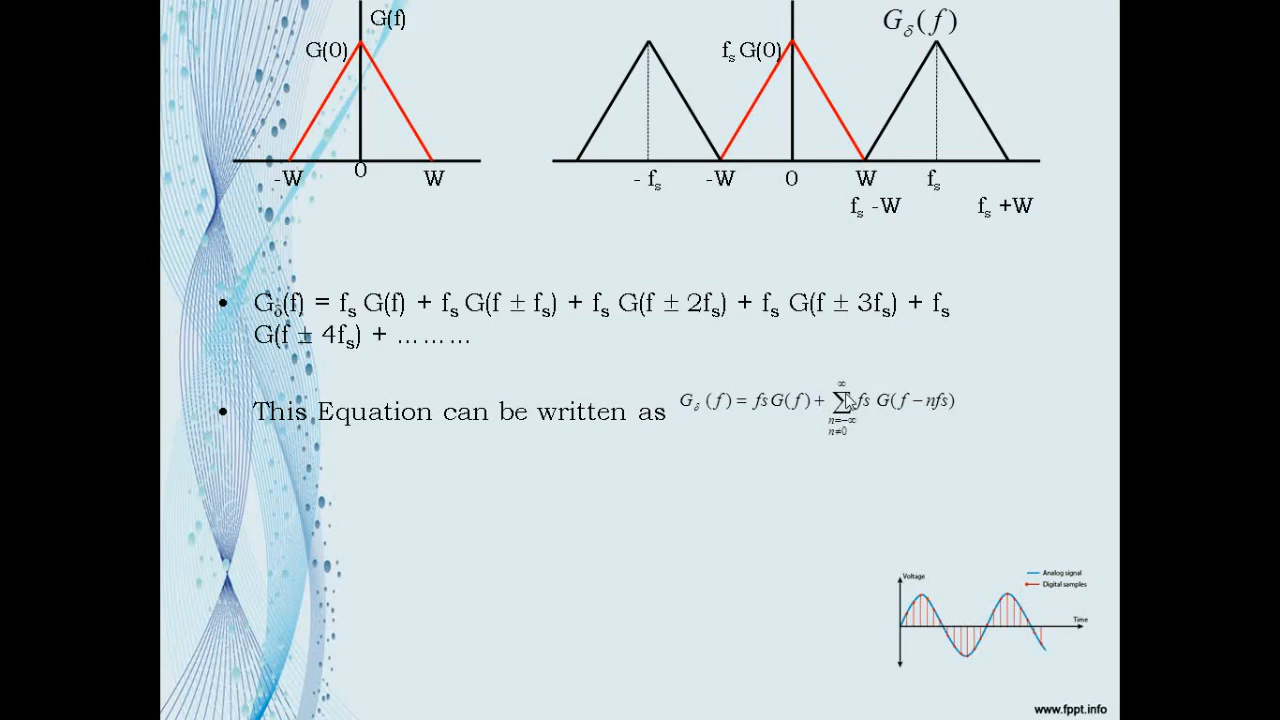 G(f)
G(0)
-W
0
W
G_δ(f)
f_s G(0)
- f_s
-W
0
W
f_s
f_s -W
f_s +W
• G_δ(f) = f_s G(f) + f_s G(f ± f_s) + f_s G(f ± 2f_s) + f_s G(f ± 3f_s) + f_s
G(f ± 4f_s) + ………
• This Equation can be written as G_δ (f) = fs G(f) + ∑_{n=-∞, n≠0}^{∞} fs G(f − nfs)
Voltage
Analog signal
Digital samples
Time
www.fppt.info